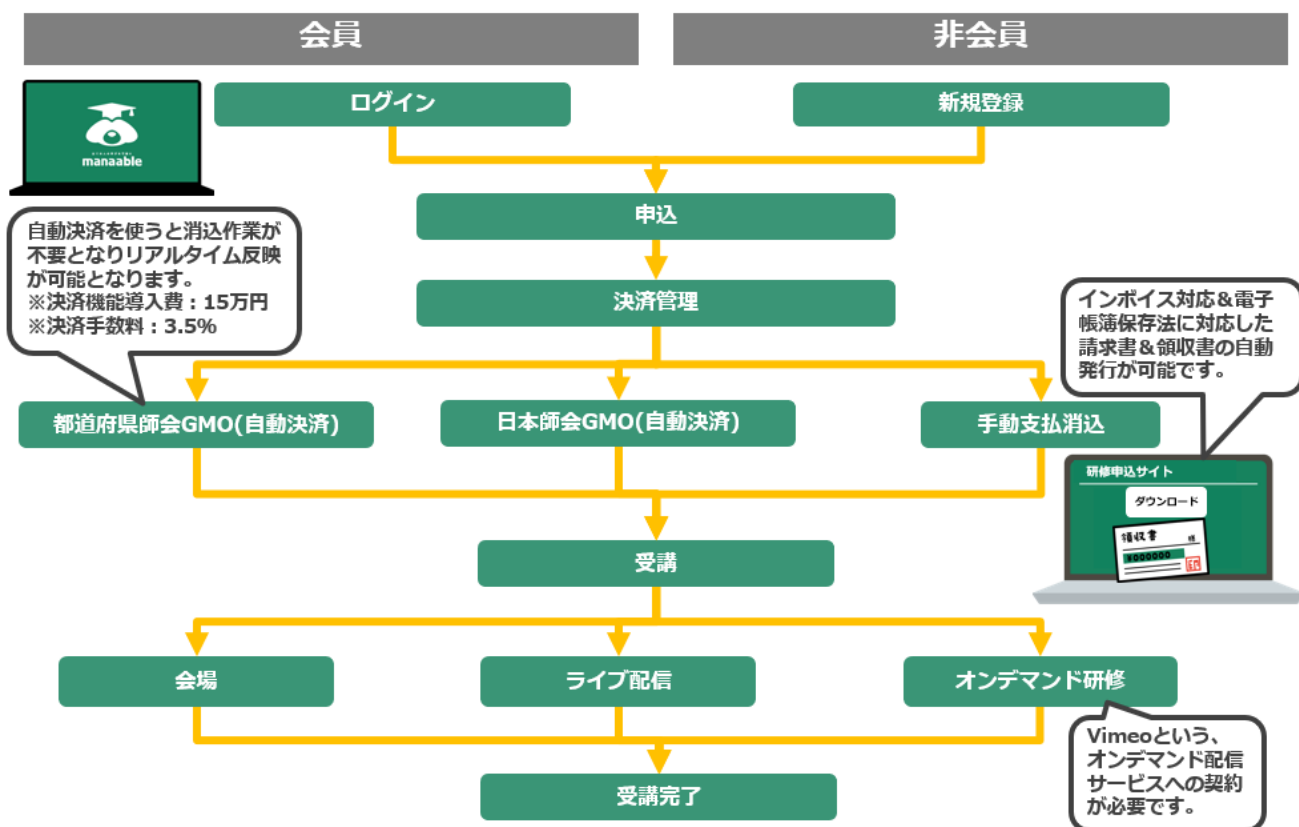 会員
非会員
ログイン
新規登録
manaable
申込
自動決済を使うと消込作業が
不要となりリアルタイム反映
が可能となります。
※決済機能導入費：15万円
※決済手数料：3.5%
決済管理
インボイス対応&電子
帳簿保存法に対応した
請求書&領収書の自動
発行が可能です。
都道府県師会GMO(自動決済)
日本師会GMO(自動決済)
手動支払消込
研修申込サイト
ダウンロード
領収書 様
¥000000
印
受講
会場
ライブ配信
オンデマンド研修
Vimeoという、
オンデマンド配信
サービスへの契約
が必要です。
受講完了